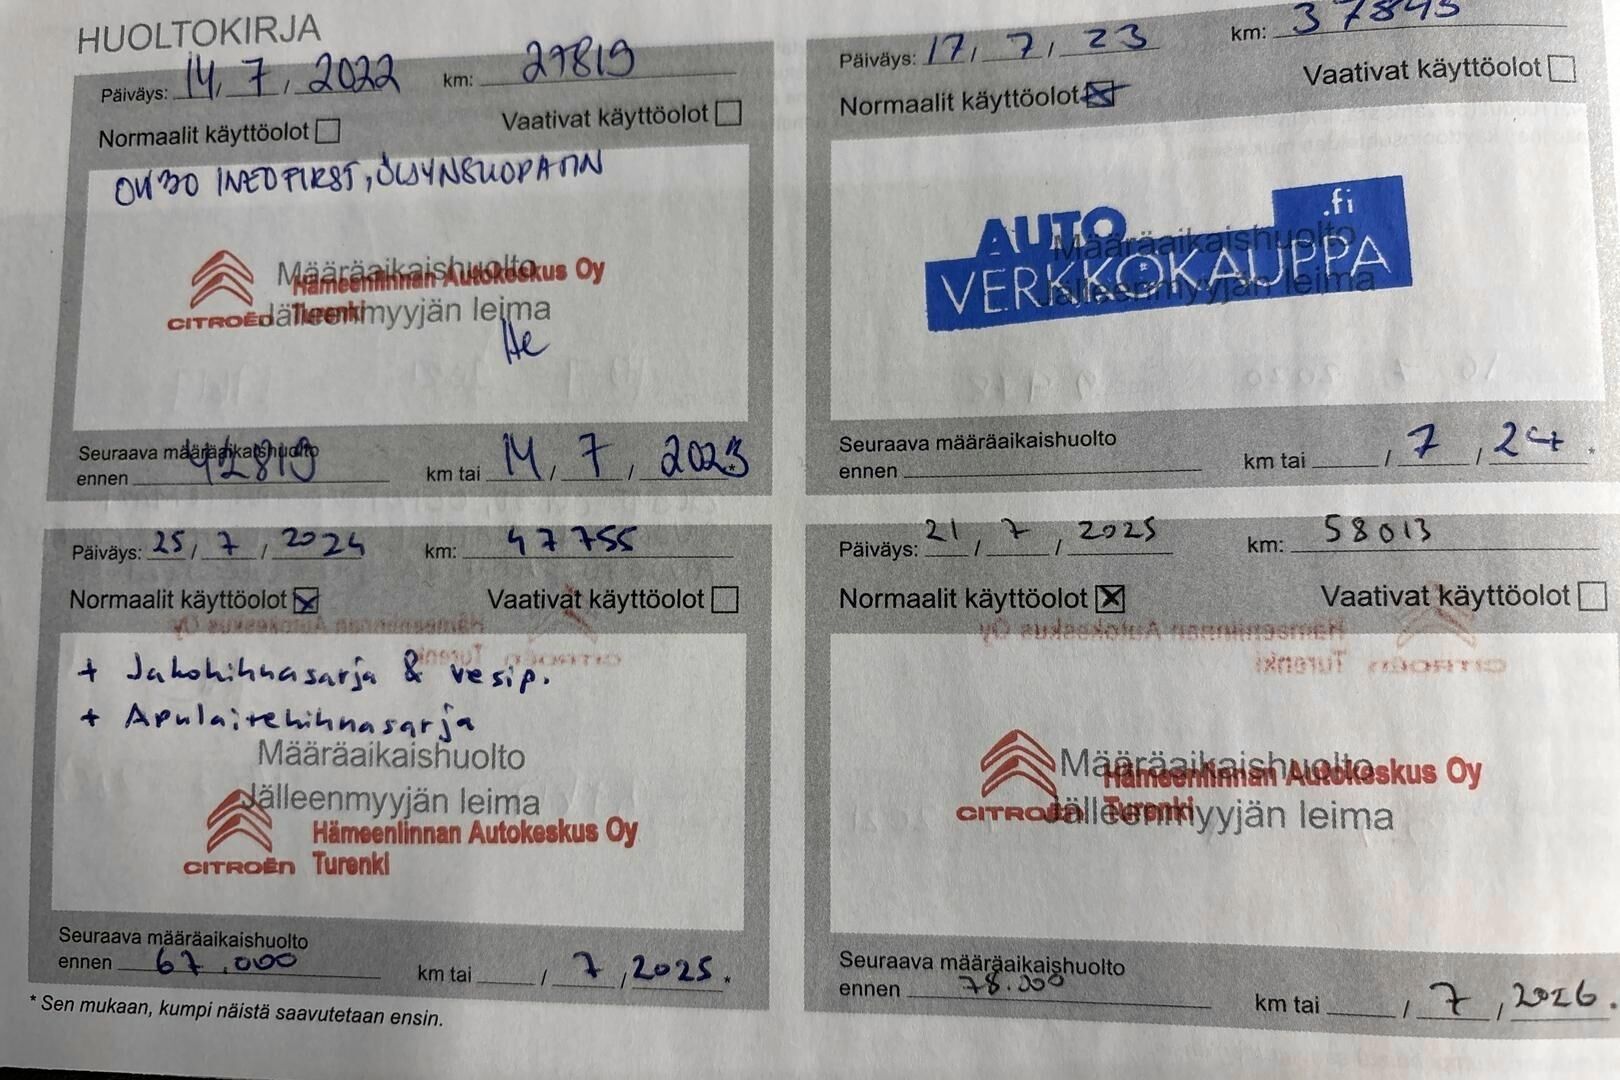 HUOLTOKIRJA
Päiväys: 14, 7, 2022 km: 27819
Normaalit käyttöolot Vaativat käyttöolot
0W30 INEOFIRST, ÖLJYNSUODATIN
Määräaikaishuolto
Hämeenlinnan Autokeskus Oy
Jälleenmyyjän leima
CITROËN Turenki
Seuraava määräaikaishuolto
ennen 42819 km tai 14, 7, 2023 *
Päiväys: 17, 7, 23 km: 37845
Normaalit käyttöolot Vaativat käyttöolot
AUTO .fi
VERKKOKAUPPA
Määräaikaishuolto
Jälleenmyyjän leima
Seuraava määräaikaishuolto
ennen km tai / 7, 24 *
Päiväys: 25, 7, 2024 km: 47755
Normaalit käyttöolot Vaativat käyttöolot
+ Jakohihnasarja & vesip.
+ Apulaitehihnasarja
Määräaikaishuolto
Jälleenmyyjän leima
Hämeenlinnan Autokeskus Oy
CITROËN Turenki
Seuraava määräaikaishuolto
ennen 67.000 km tai / 7, 2025 *
Päiväys: 21, 7, 2025 km: 58013
Normaalit käyttöolot Vaativat käyttöolot
Määräaikaishuolto
Hämeenlinnan Autokeskus Oy
Jälleenmyyjän leima
CITROËN Turenki
Seuraava määräaikaishuolto
ennen 78.000 km tai / 7, 2026.
* Sen mukaan, kumpi näistä saavutetaan ensin.